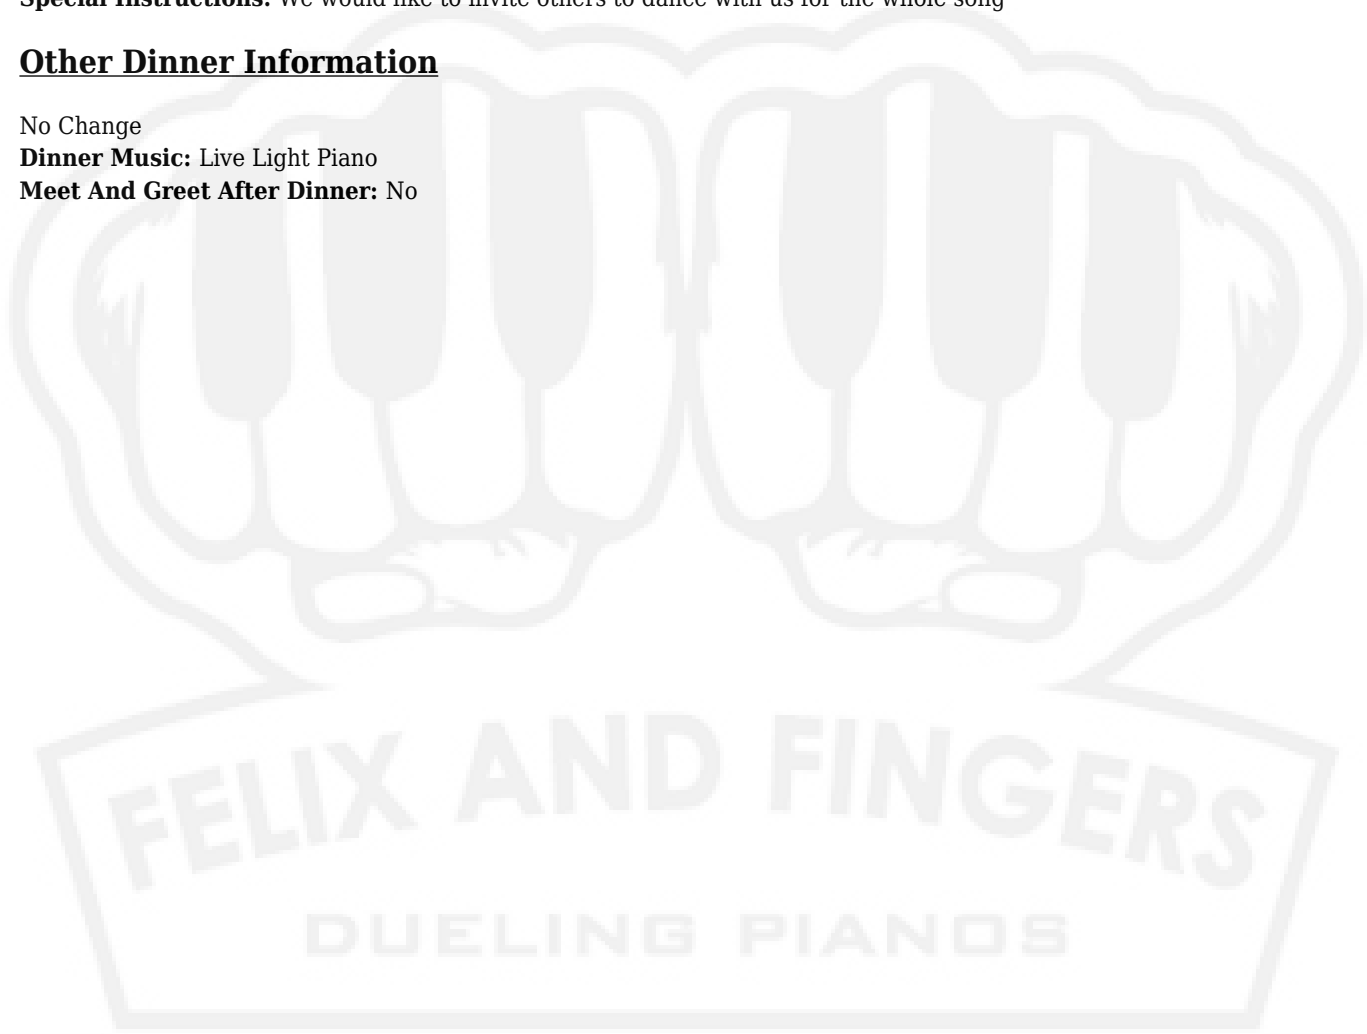 Special Instructions: We would like to invite others to dance with us for the whole song
Other Dinner Information
No Change
Dinner Music: Live Light Piano
Meet And Greet After Dinner: No
FELIX AND FINGERS
DUELING PIANOS